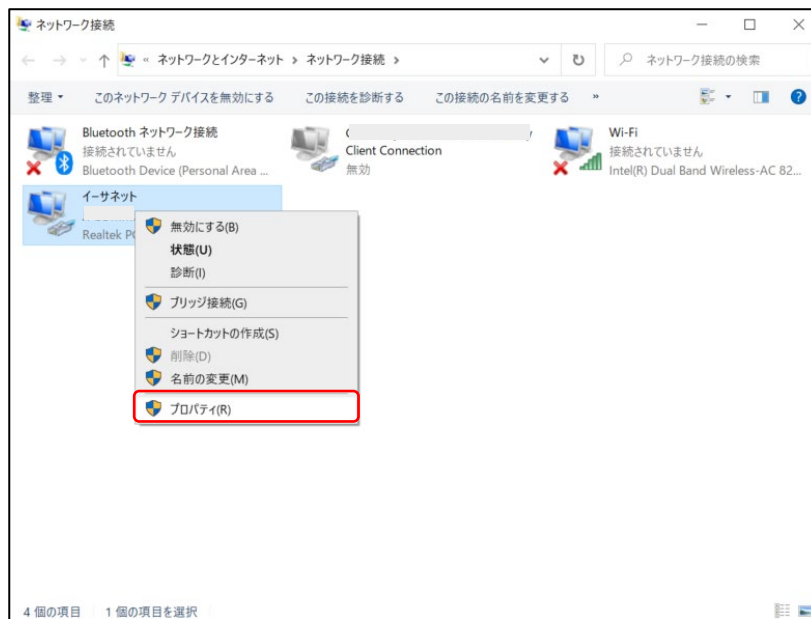 ネットワーク接続
« ネットワークとインターネット › ネットワーク接続 ›
ネットワーク接続の検索
整理 このネットワーク デバイスを無効にする この接続を診断する この接続の名前を変更する »
Bluetooth ネットワーク接続
接続されていません
Bluetooth Device (Personal Area ...
Client Connection
無効
Wi-Fi
接続されていません
Intel(R) Dual Band Wireless-AC 82...
イーサネット
Realtek
無効にする(B)
状態(U)
診断(I)
ブリッジ接続(G)
ショートカットの作成(S)
削除(D)
名前の変更(M)
プロパティ(R)
4 個の項目 1 個の項目を選択